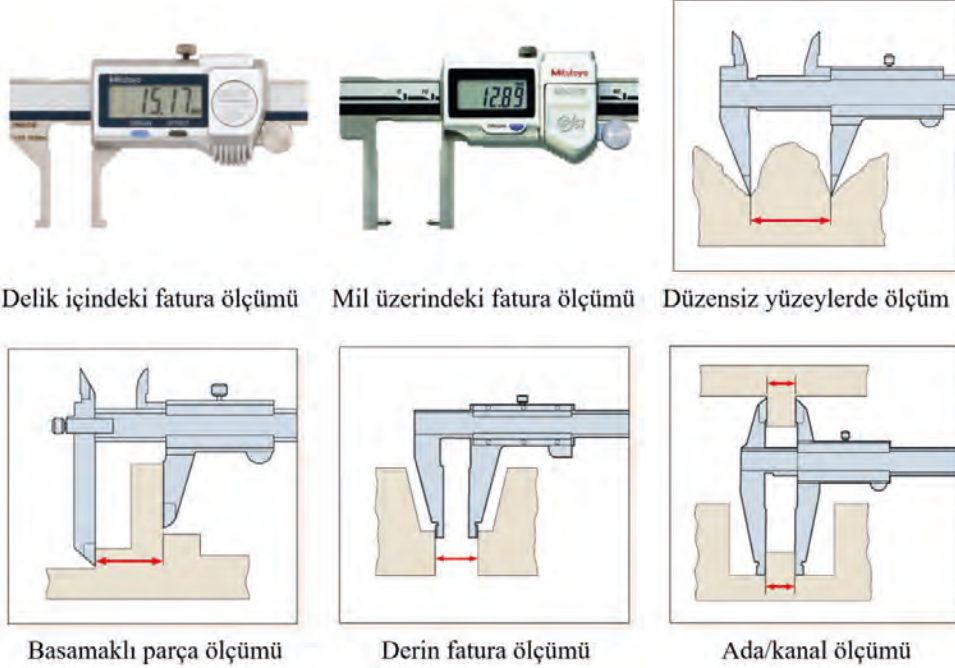 Mitutoyo
15.17
Mitutoyo
12.89
Delik içindeki fatura ölçümü
Mil üzerindeki fatura ölçümü
Düzensiz yüzeylerde ölçüm
Basamaklı parça ölçümü
Derin fatura ölçümü
Ada/kanal ölçümü